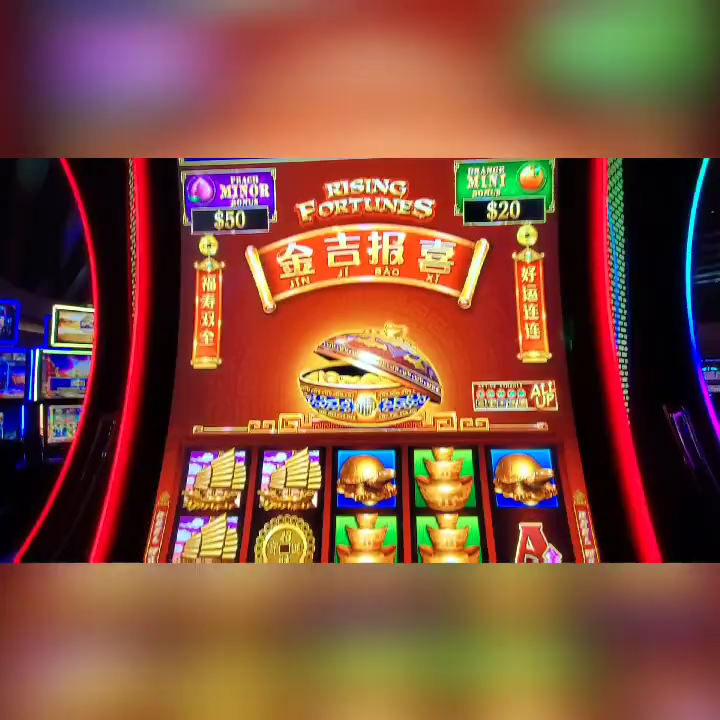 PEACH
MINOR
BONUS
$50
RISING
FORTUNES
ORANGE
MINI
BONUS
$20
金吉报喜
JIN JI BAO XI
福寿双全
好运连连
ALL
UP
A